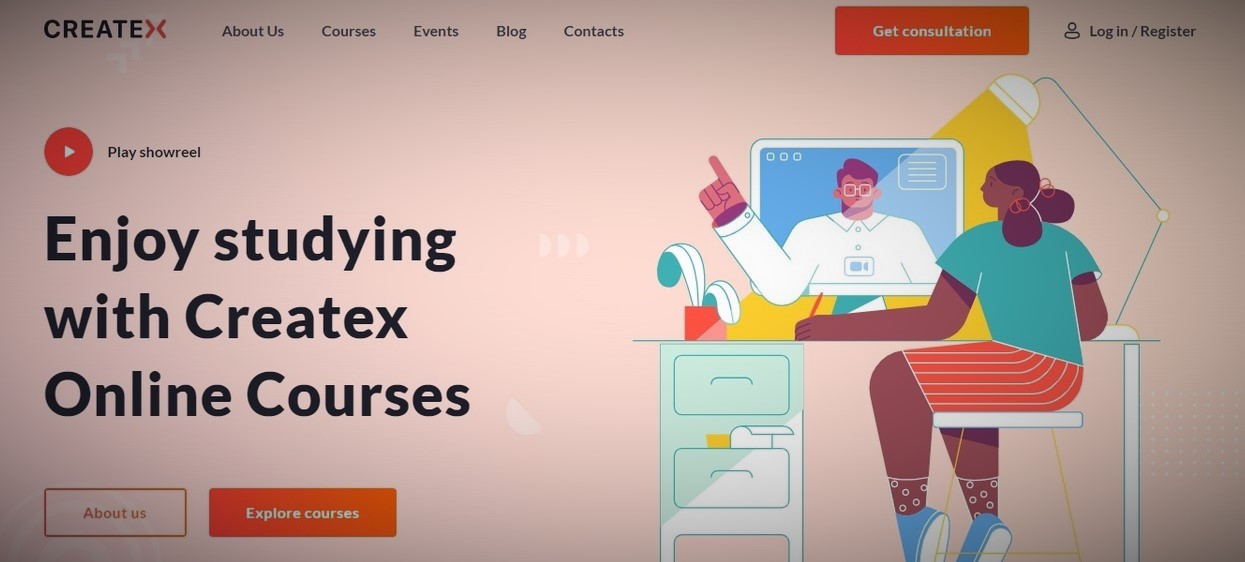 CREATEX
About Us
Courses
Events
Blog
Contacts
Get consultation
Log in / Register
Play showreel
Enjoy studying
with Createx
Online Courses
About us
Explore courses